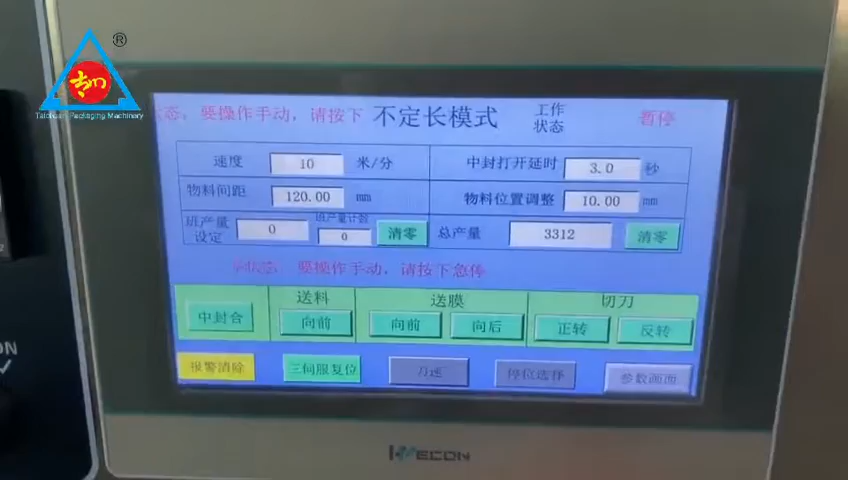 ®
吉川
Packaging Machinery
态: 要操作手动, 请按下 不定长模式 工作状态 暂停
速度 10 米/分 中封打开延时 3.0 秒
物料间距 120.00 mm 物料位置调整 10.00 mm
班产量设定 0 班产量计数 0 清零 总产量 3312 清零
要操作手动, 请按下急停
送料 送膜 切刀
中封合 向前 向前 向后 正转 反转
报警清除 三伺服复位 刀速 停位选择 参数画面
ON
WECON